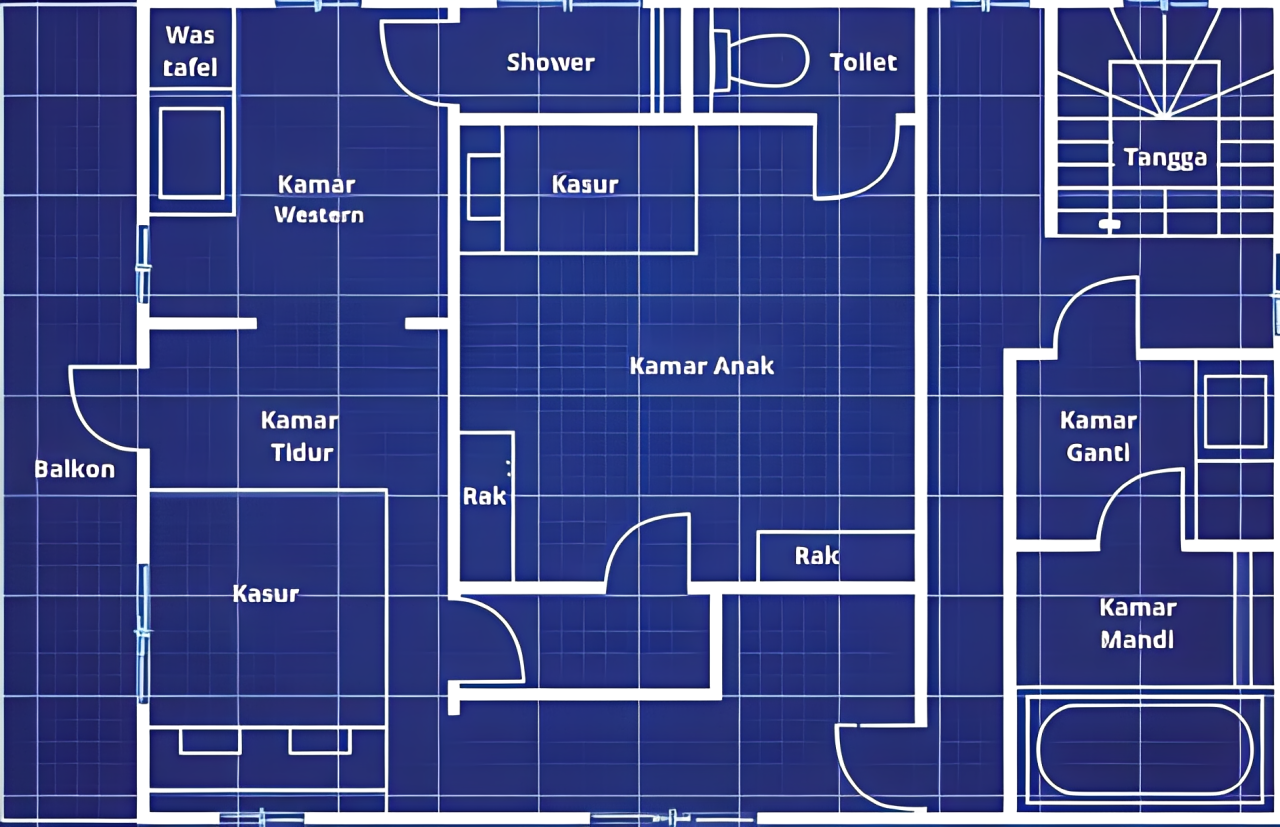 Was
tafel
Shower
Toilet
Tangga
Kamar
Western
Kasur
Kamar Anak
Kamar
Tidur
Kamar
Ganti
Balkon
Rak
Rak
Kasur
Kamar
Mandi